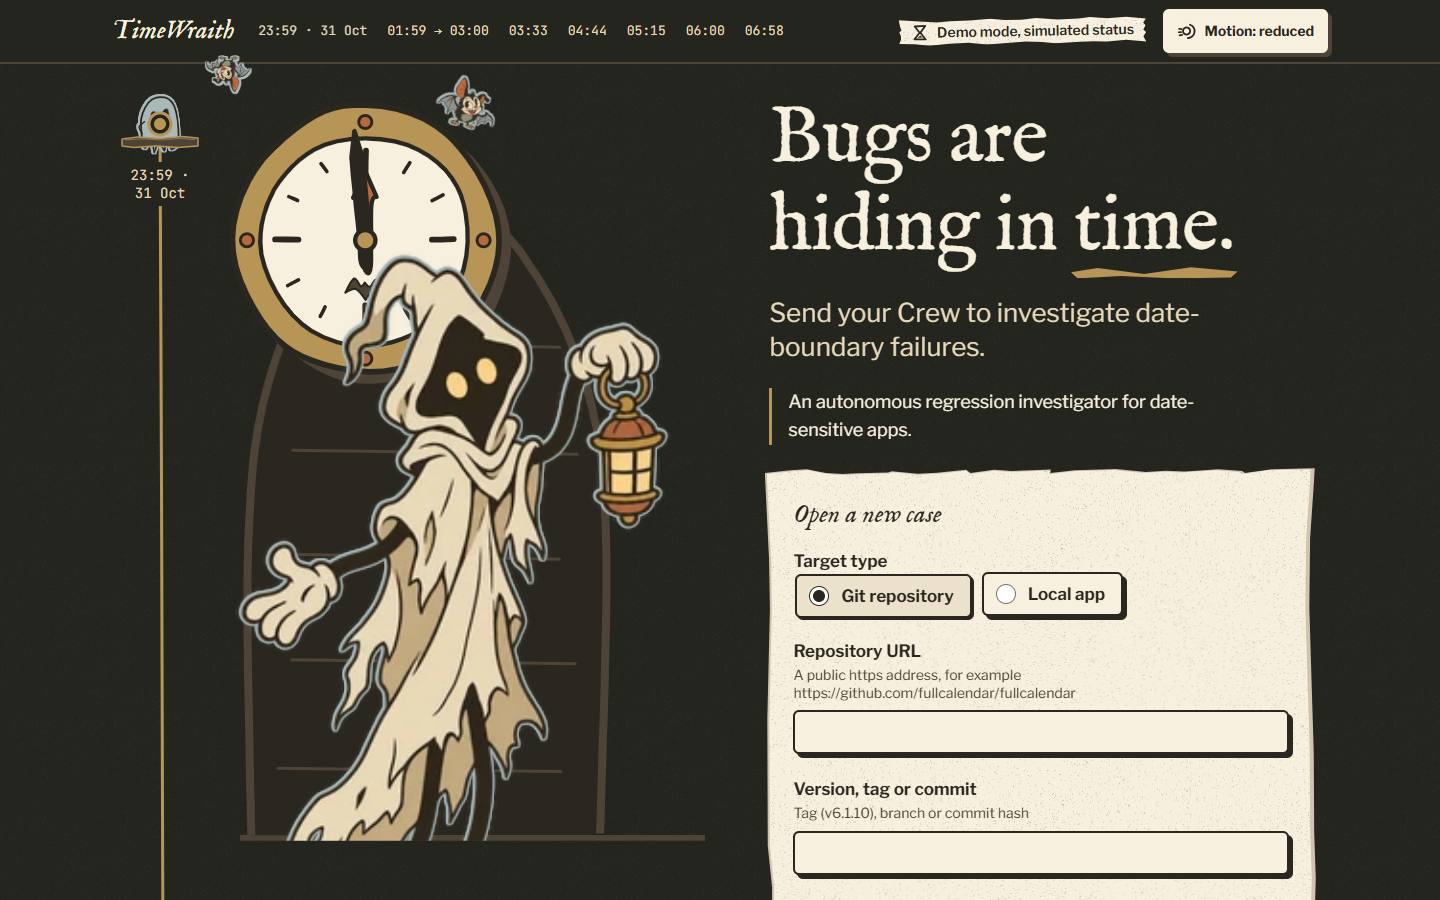 TimeWraith
23:59 · 31 Oct 01:59 → 03:00 03:33 04:44 05:15 06:00 06:58
Demo mode, simulated status
Motion: reduced
23:59 ·
31 Oct
Bugs are
hiding in time.
Send your Crew to investigate date-
boundary failures.
An autonomous regression investigator for date-
sensitive apps.
Open a new case
Target type
Git repository
Local app
Repository URL
A public https address, for example
https://github.com/fullcalendar/fullcalendar
Version, tag or commit
Tag (v6.1.10), branch or commit hash